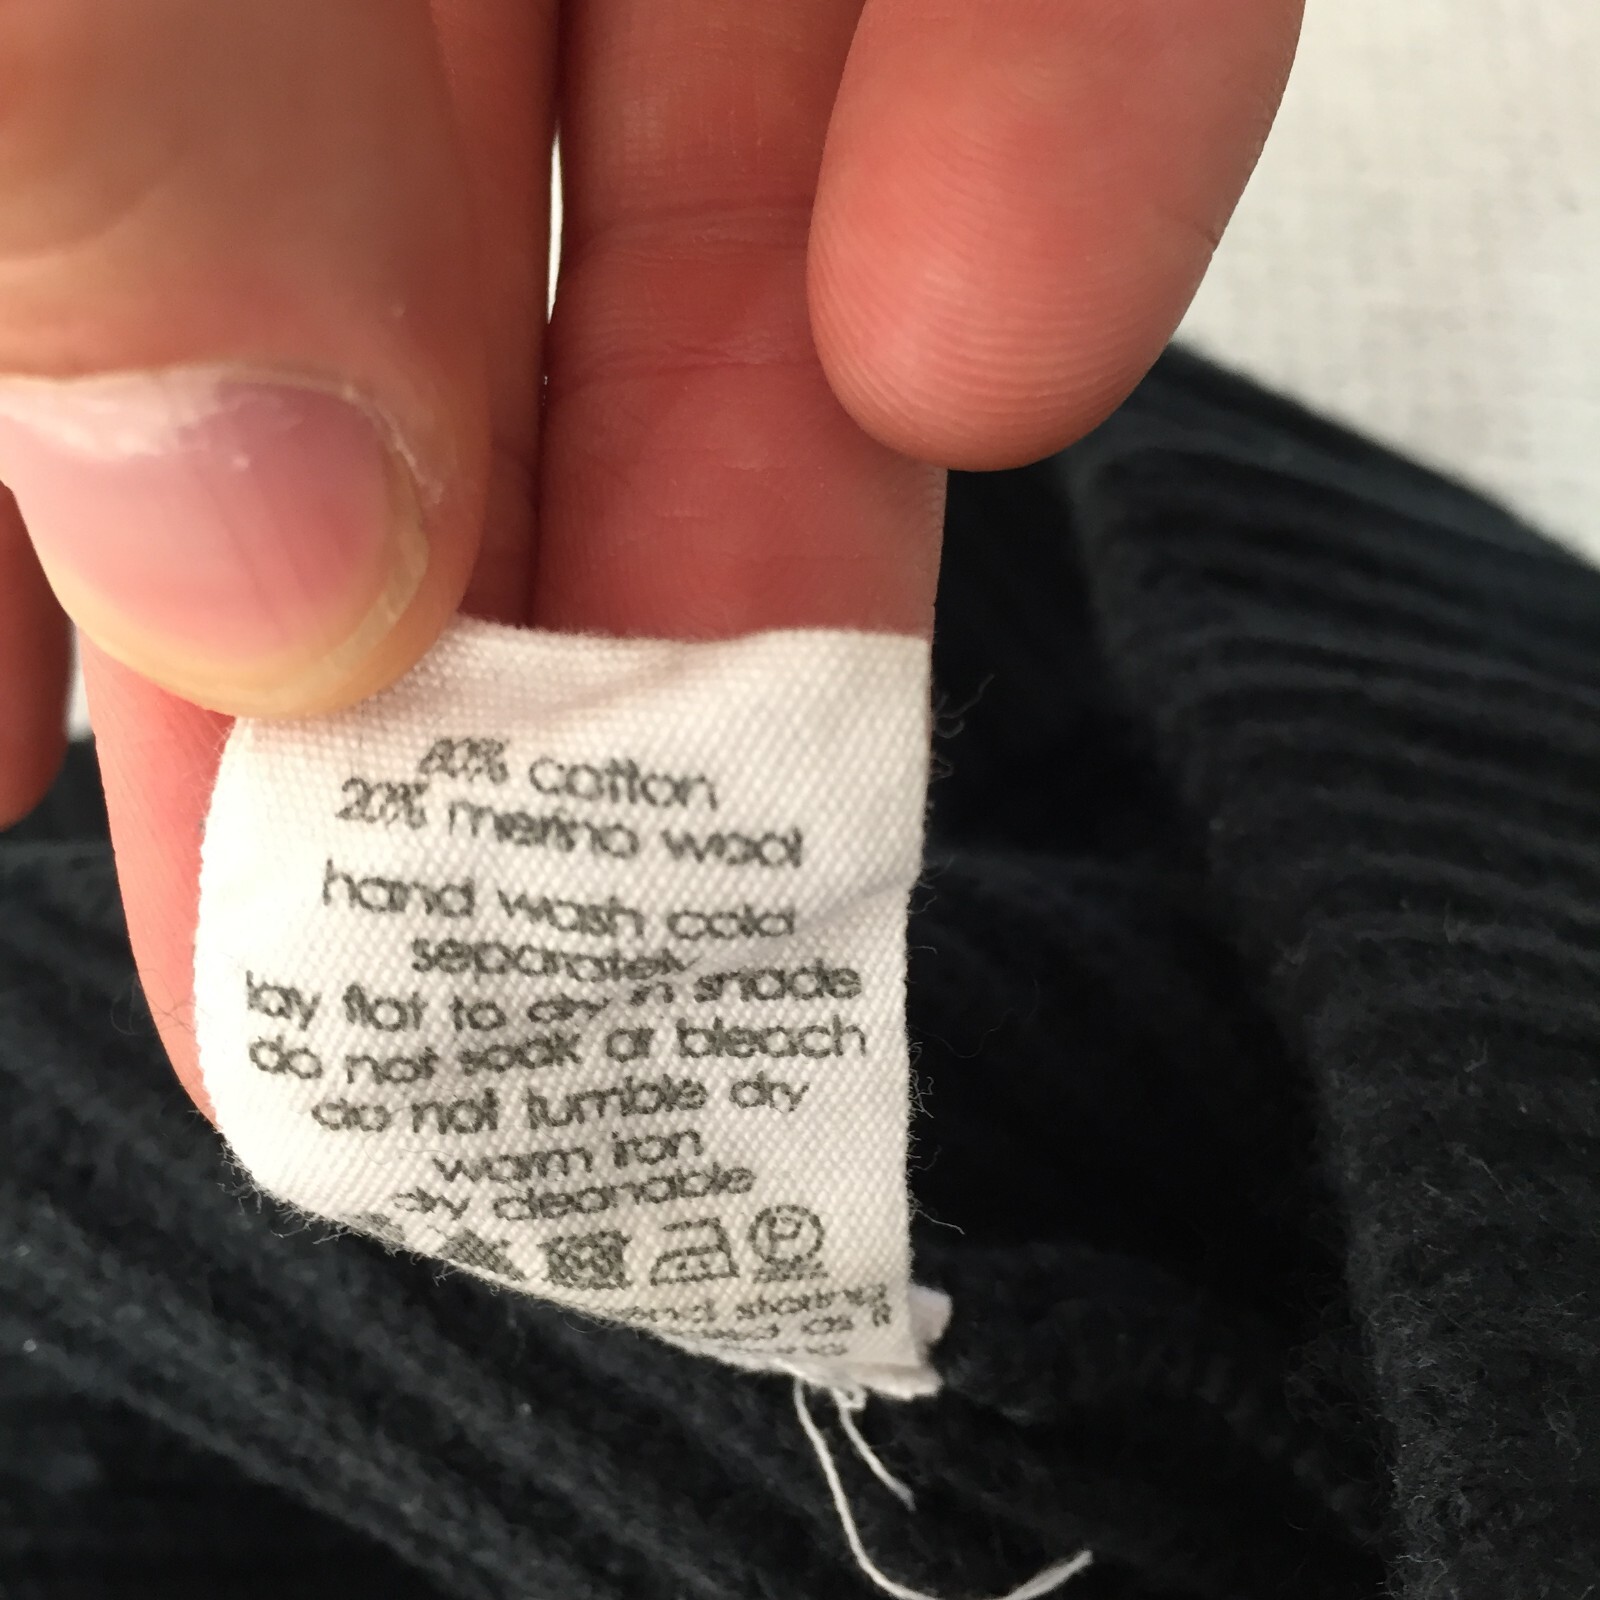 cotton
20% merino wool
hand wash cold
separately
lay flat to dry in shade
do not soak or bleach
do not tumble dry
warm iron
dry cleanable
P
as